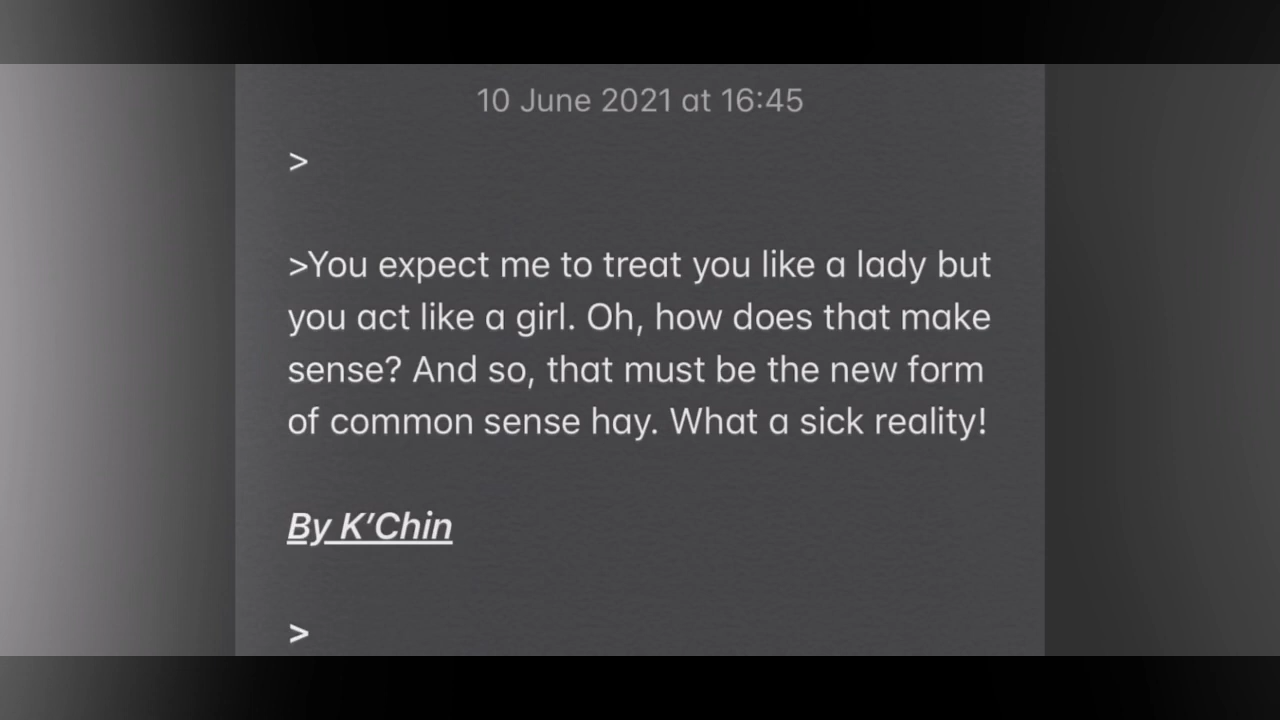 10 June 2021 at 16:45
>
>You expect me to treat you like a lady but
you act like a girl. Oh, how does that make
sense? And so, that must be the new form
of common sense hay. What a sick reality!
By K’Chin
>